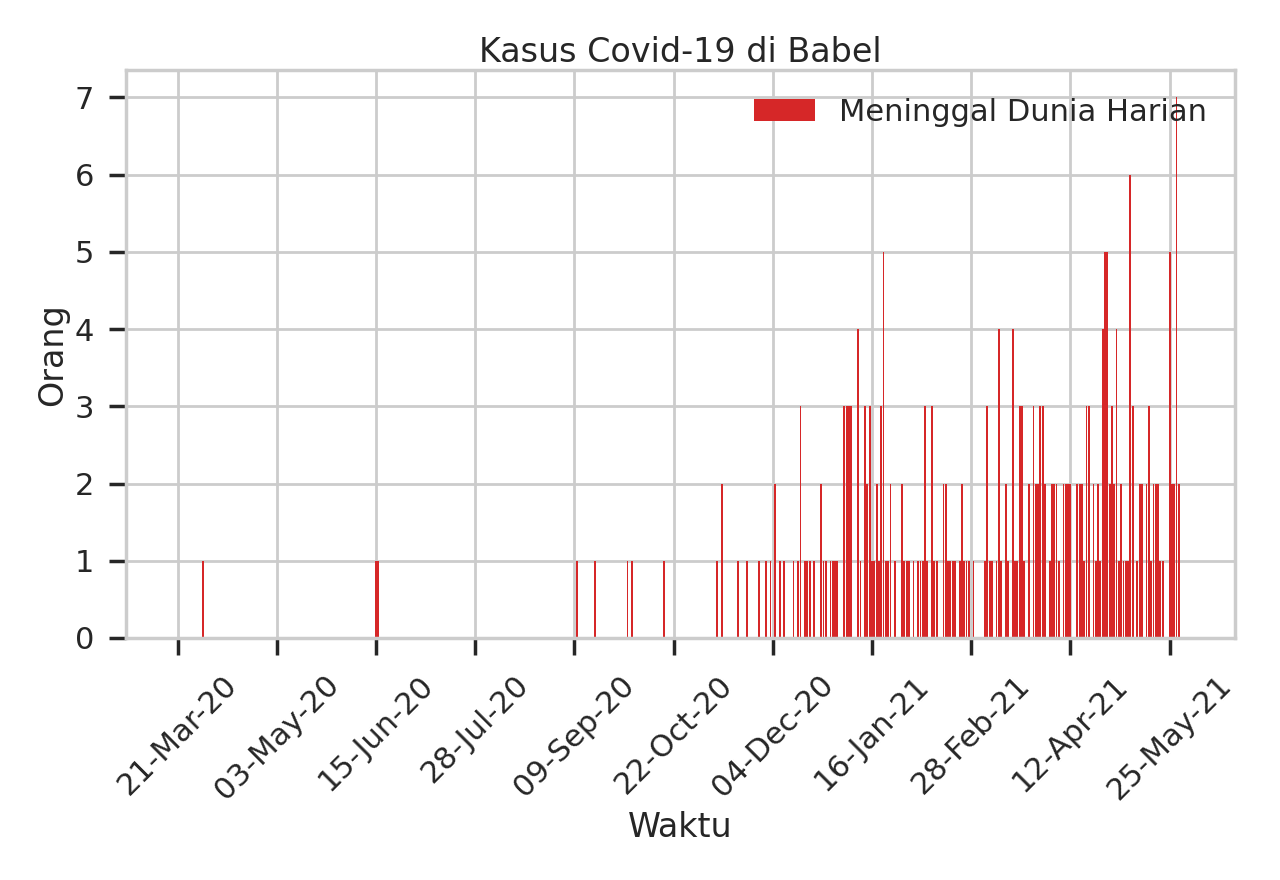 Kasus Covid-19 di Babel
Meninggal Dunia Harian
Orang
7
6
5
4
3
2
1
0
21-Mar-20
03-May-20
15-Jun-20
28-Jul-20
09-Sep-20
22-Oct-20
04-Dec-20
16-Jan-21
28-Feb-21
12-Apr-21
25-May-21
Waktu